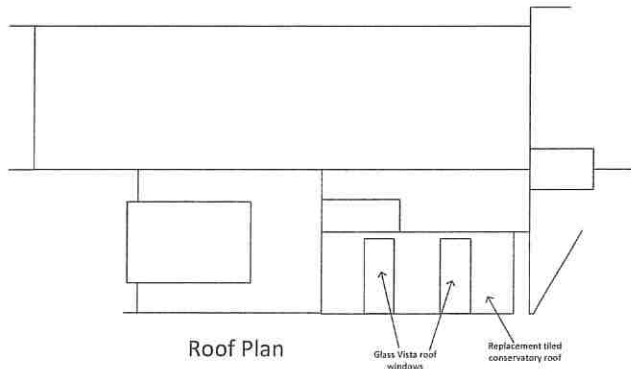 Roof Plan
Glass Vista roof
windows
Replacement tiled
conservatory roof